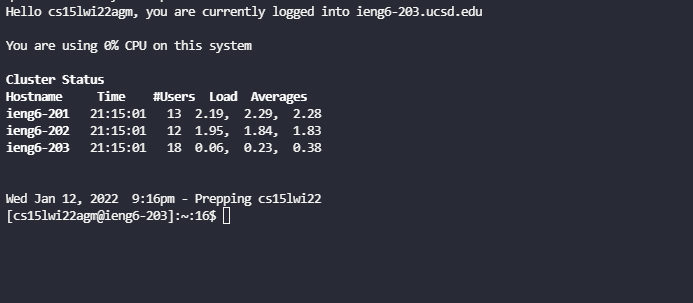 Hello cs15lwi22agm, you are currently logged into ieng6-203.ucsd.edu
You are using 0% CPU on this system
Cluster Status
Hostname Time #Users Load Averages
ieng6-201 21:15:01 13 2.19, 2.29, 2.28
ieng6-202 21:15:01 12 1.95, 1.84, 1.83
ieng6-203 21:15:01 18 0.06, 0.23, 0.38
Wed Jan 12, 2022 9:16pm - Prepping cs15lwi22
[cs15lwi22agm@ieng6-203]:~:16$